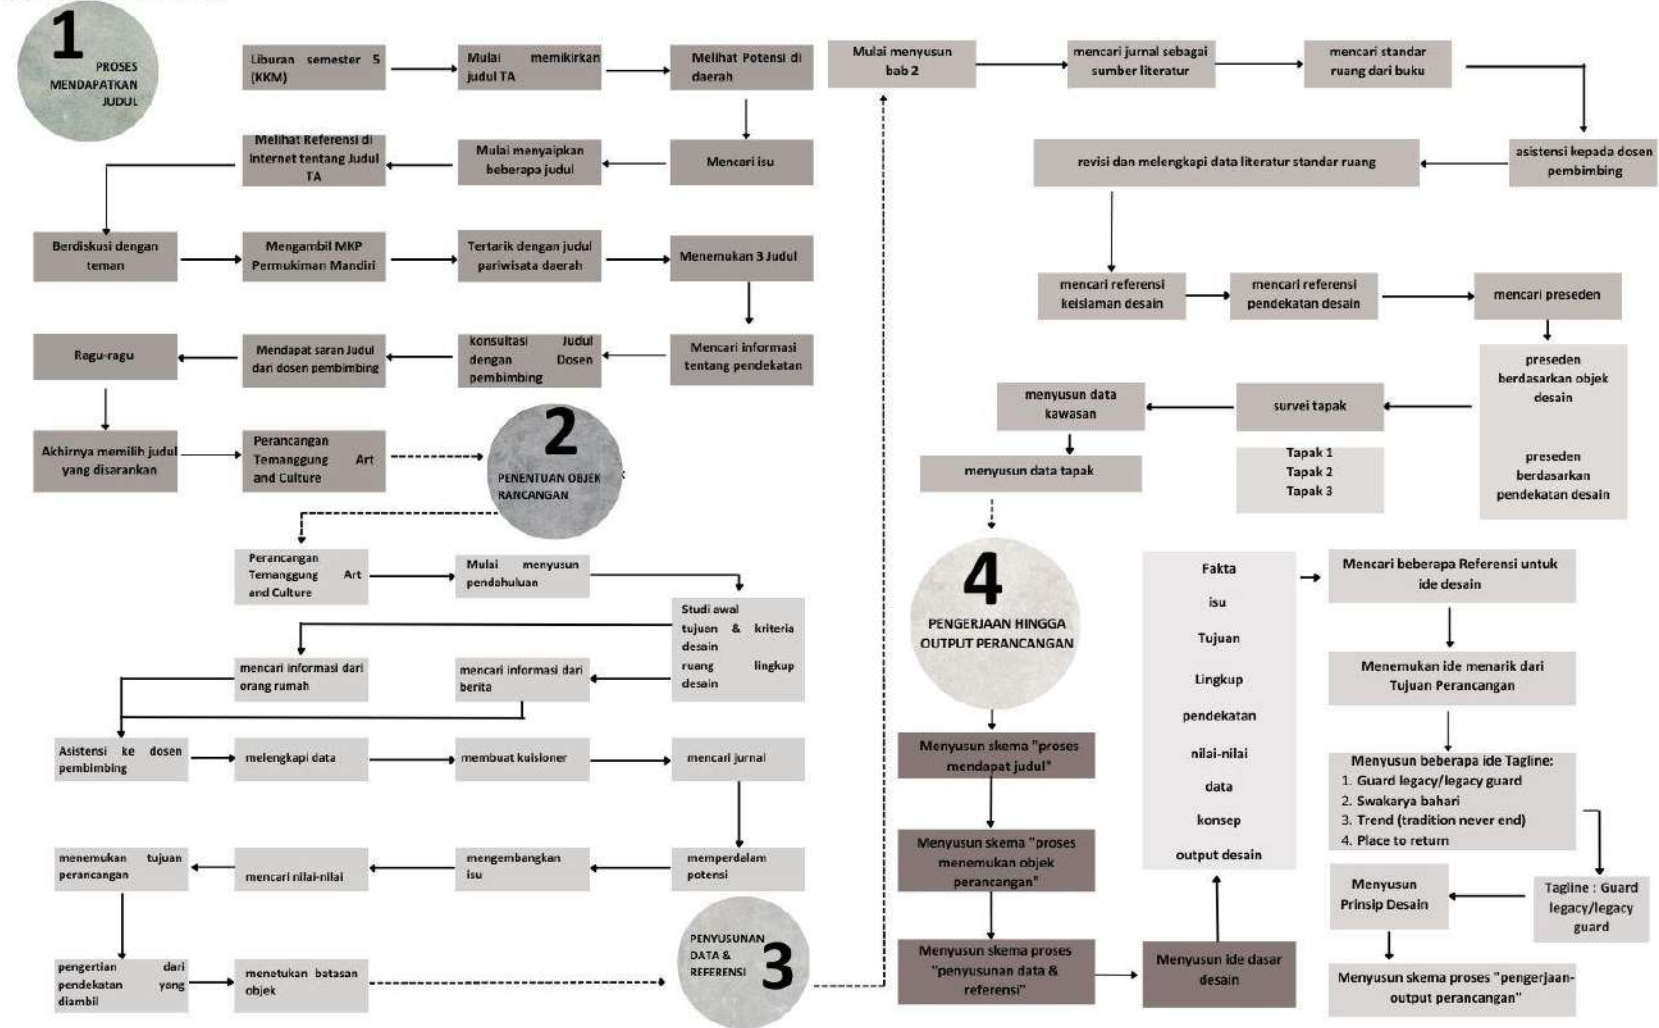 1
PROSES
MENDAPATKAN
JUDUL
Liburan semester 5
(KKM)
Mulai memikirkan
judul TA
Melihat Potensi di
daerah
Mencari isu
Mulai menyaipkan
beberapa judul
Melihat Referensi di
internet tentang Judul
TA
Berdiskusi dengan
teman
Mengambil MKP
Permukiman Mandiri
Tertarik dengan judul
pariwisata daerah
Menemukan 3 Judul
Mencari informasi
tentang pendekatan
konsultasi Judul
dengan Dosen
pembimbing
Mendapat saran Judul
dari dosen pembimbing
Ragu-ragu
Akhirnya memilih judul
yang disarankan
Perancangan
Temanggung Art
and Culture
2
PENENTUAN OBJEK
RANCANGAN
Perancangan
Temanggung Art
and Culture
Mulai menyusun
pendahuluan
Studi awal
tujuan & kriteria
desain
ruang lingkup
desain
mencari informasi dari
orang rumah
mencari informasi dari
berita
Asistensi ke dosen
pembimbing
melengkapi data
membuat kuisioner
mencari jurnal
memperdalam
potensi
mengembangkan
isu
mencari nilai-nilai
menemukan tujuan
perancangan
pengertian dari
pendekatan yang
diambil
menetukan batasan
objek
PENYUSUNAN
DATA &
REFERENSI
3
Mulai menyusun
bab 2
mencari jurnal sebagai
sumber literatur
mencari standar
ruang dari buku
asistensi kepada dosen
pembimbing
revisi dan melengkapi data literatur standar ruang
mencari referensi
keislaman desain
mencari referensi
pendekatan desain
mencari preseden
preseden
berdasarkan objek
desain
preseden
berdasarkan
pendekatan desain
survei tapak
Tapak 1
Tapak 2
Tapak 3
menyusun data
kawasan
menyusun data tapak
4
PENGERJAAN HINGGA
OUTPUT PERANCANGAN
Menyusun skema "proses
mendapat judul"
Menyusun skema "proses
menemukan objek
perancangan"
Menyusun skema proses
"penyusunan data &
referensi"
Menyusun ide dasar
desain
Fakta
isu
Tujuan
Lingkup
pendekatan
nilai-nilai
data
konsep
output desain
Mencari beberapa Referensi untuk
ide desain
Menemukan ide menarik dari
Tujuan Perancangan
Menyusun beberapa ide Tagline:
1. Guard legacy/legacy guard
2. Swakarya bahari
3. Trend (tradition never end)
4. Place to return
Tagline : Guard
legacy/legacy
guard
Menyusun
Prinsip Desain
Menyusun skema proses "pengerjaan-
output perancangan"